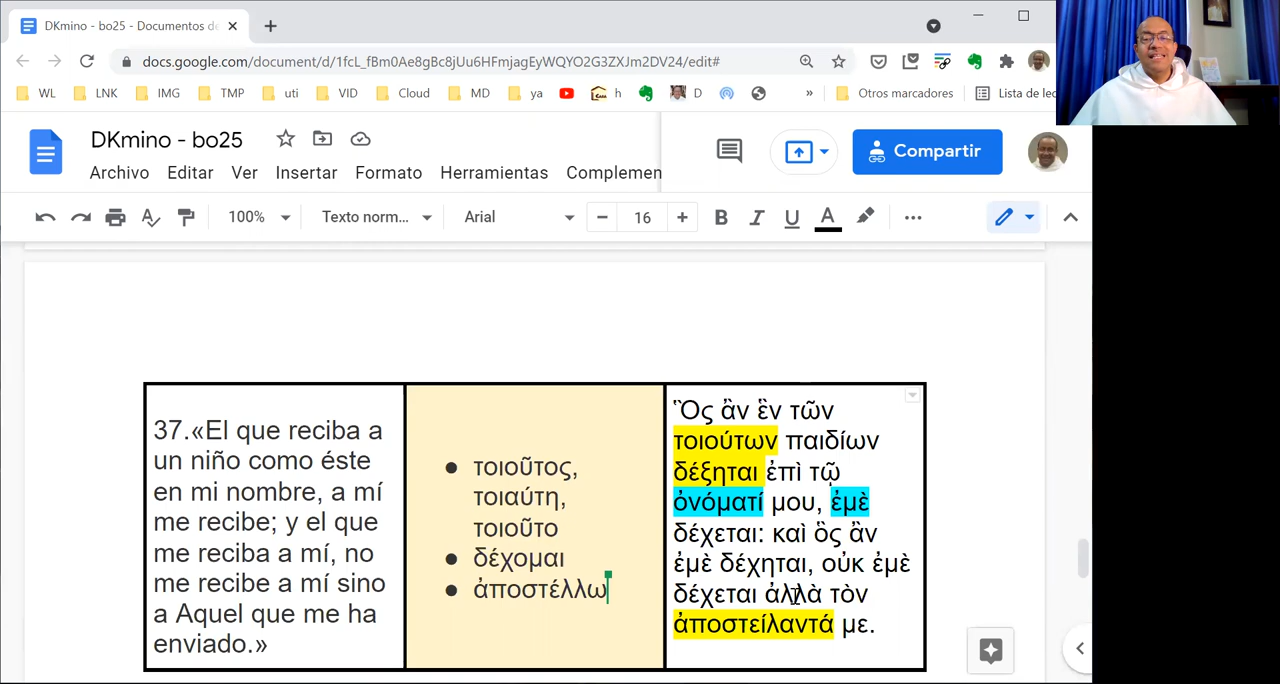 DKmino - bo25 - Documentos de
docs.google.com/document/d/1fcL_fBm0Ae8gBc8jUu6HFmjagEyWQYO2G3ZXJm2DV24/edit#
WL LNK IMG TMP uti VID Cloud MD ya h D » Otros marcadores Lista de lec
DKmino - bo25
Compartir
Archivo Editar Ver Insertar Formato Herramientas Complemen
100% Texto norm... Arial 16 B I U A
37.«El que reciba a
un niño como éste
en mi nombre, a mí
me recibe; y el que
me reciba a mí, no
me recibe a mí sino
a Aquel que me ha
enviado.»
● τοιοῦτος,
τοιαύτη,
τοιοῦτο
● δέχομαι
● ἀποστέλλω
Ὃς ἂν ἓν τῶν
τοιούτων παιδίων
δέξηται ἐπὶ τῷ
ὀνόματί μου, ἐμὲ
δέχεται: καὶ ὃς ἂν
ἐμὲ δέχηται, οὐκ ἐμὲ
δέχεται ἀλλὰ τὸν
ἀποστείλαντά με.